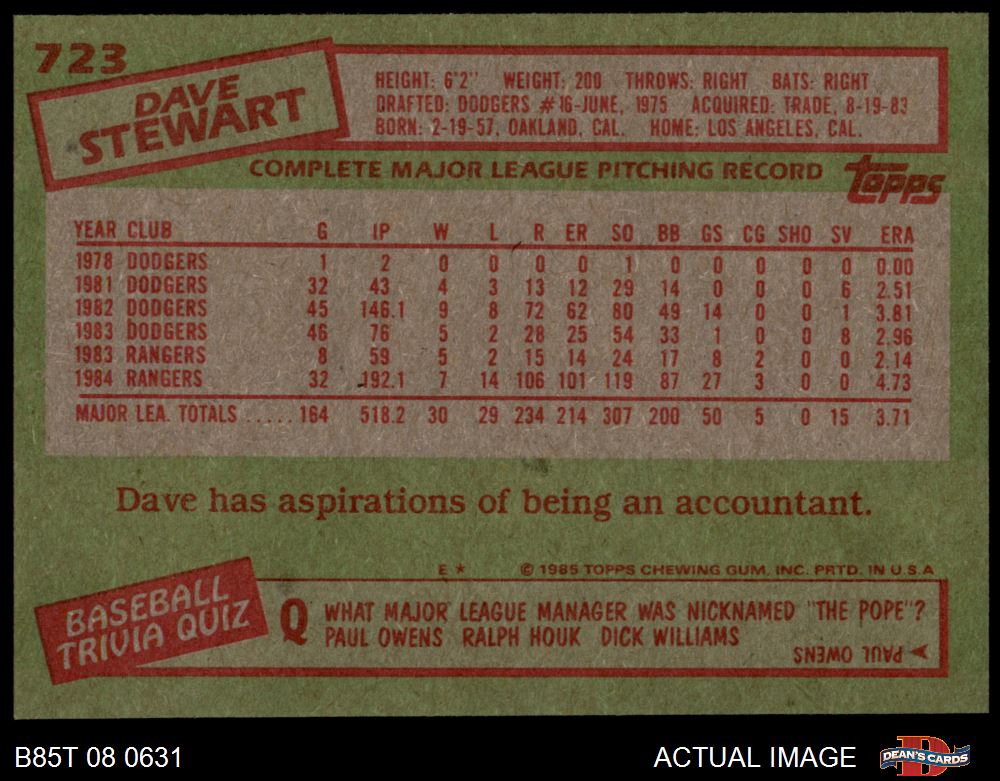 723
DAVE
STEWART
HEIGHT: 6'2" WEIGHT: 200 THROWS: RIGHT BATS: RIGHT
DRAFTED: DODGERS #16-JUNE, 1975 ACQUIRED: TRADE, 8-19-83
BORN: 2-19-57, OAKLAND, CAL. HOME: LOS ANGELES, CAL.
COMPLETE MAJOR LEAGUE PITCHING RECORD
topps
YEAR CLUB G IP W L R ER SO BB GS CG SHO SV ERA
1978 DODGERS 1 2 0 0 0 0 1 0 0 0 0 0 0.00
1981 DODGERS 32 43 4 3 13 12 29 14 0 0 0 6 2.51
1982 DODGERS 45 146.1 9 8 72 62 80 49 14 0 0 1 3.81
1983 DODGERS 46 76 5 2 28 25 54 33 1 0 0 8 2.96
1983 RANGERS 8 59 5 2 15 14 24 17 8 2 0 0 2.14
1984 RANGERS 32 192.1 7 14 106 101 119 87 27 3 0 0 4.73
MAJOR LEA. TOTALS ..... 164 518.2 30 29 234 214 307 200 50 5 0 15 3.71
Dave has aspirations of being an accountant.
E * © 1985 TOPPS CHEWING GUM, INC. PRTD. IN U.S.A
BASEBALL
TRIVIA QUIZ
Q WHAT MAJOR LEAGUE MANAGER WAS NICKNAMED "THE POPE"?
PAUL OWENS RALPH HOUK DICK WILLIAMS
PAUL OWENS
B85T 08 0631
ACTUAL IMAGE
DEAN'S CARDS